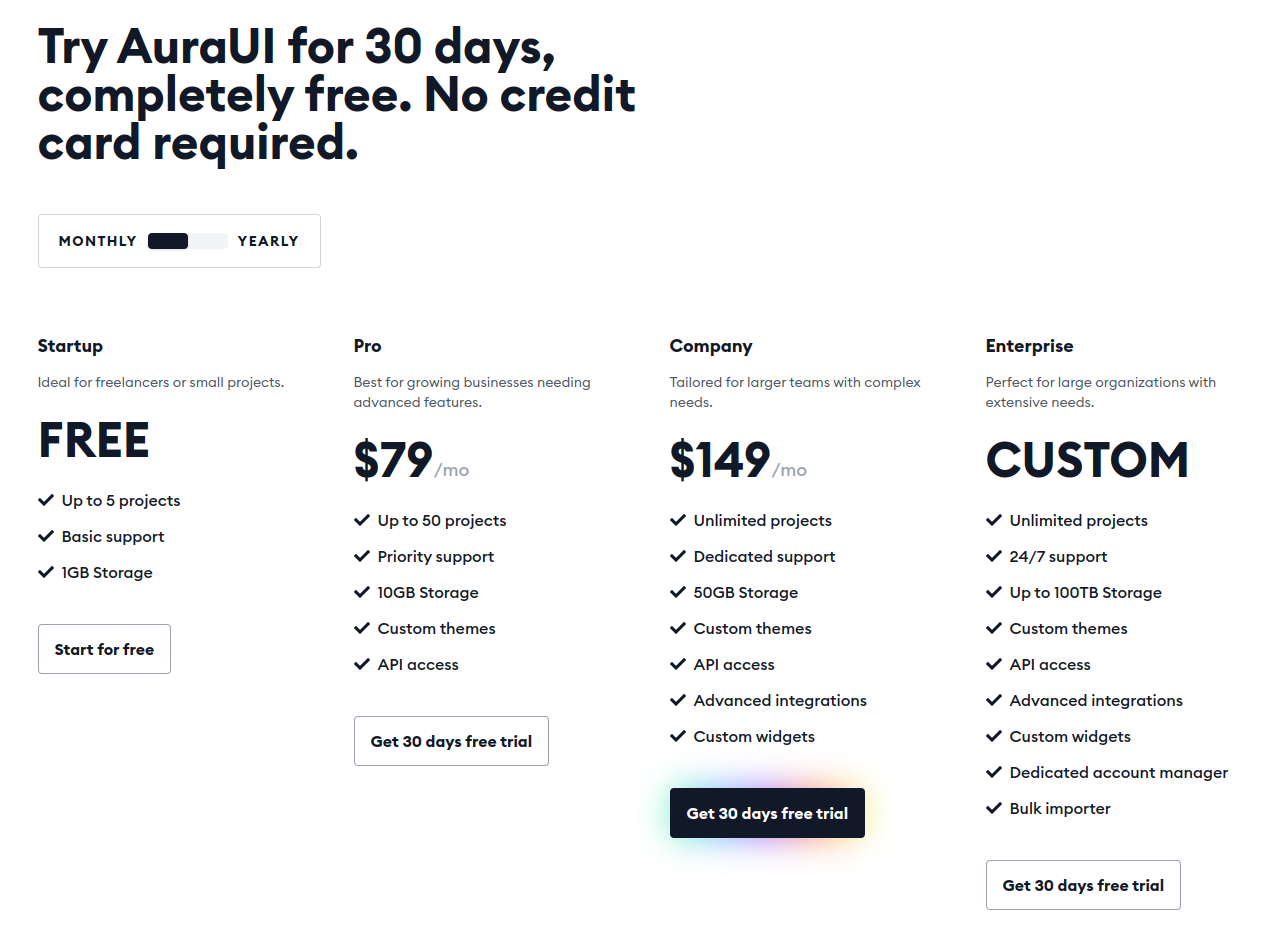 Try AuraUI for 30 days,
completely free. No credit
card required.
MONTHLY YEARLY
Startup
Ideal for freelancers or small projects.
FREE
Up to 5 projects
Basic support
1GB Storage
Start for free
Pro
Best for growing businesses needing
advanced features.
$79/mo
Up to 50 projects
Priority support
10GB Storage
Custom themes
API access
Get 30 days free trial
Company
Tailored for larger teams with complex
needs.
$149/mo
Unlimited projects
Dedicated support
50GB Storage
Custom themes
API access
Advanced integrations
Custom widgets
Get 30 days free trial
Enterprise
Perfect for large organizations with
extensive needs.
CUSTOM
Unlimited projects
24/7 support
Up to 100TB Storage
Custom themes
API access
Advanced integrations
Custom widgets
Dedicated account manager
Bulk importer
Get 30 days free trial